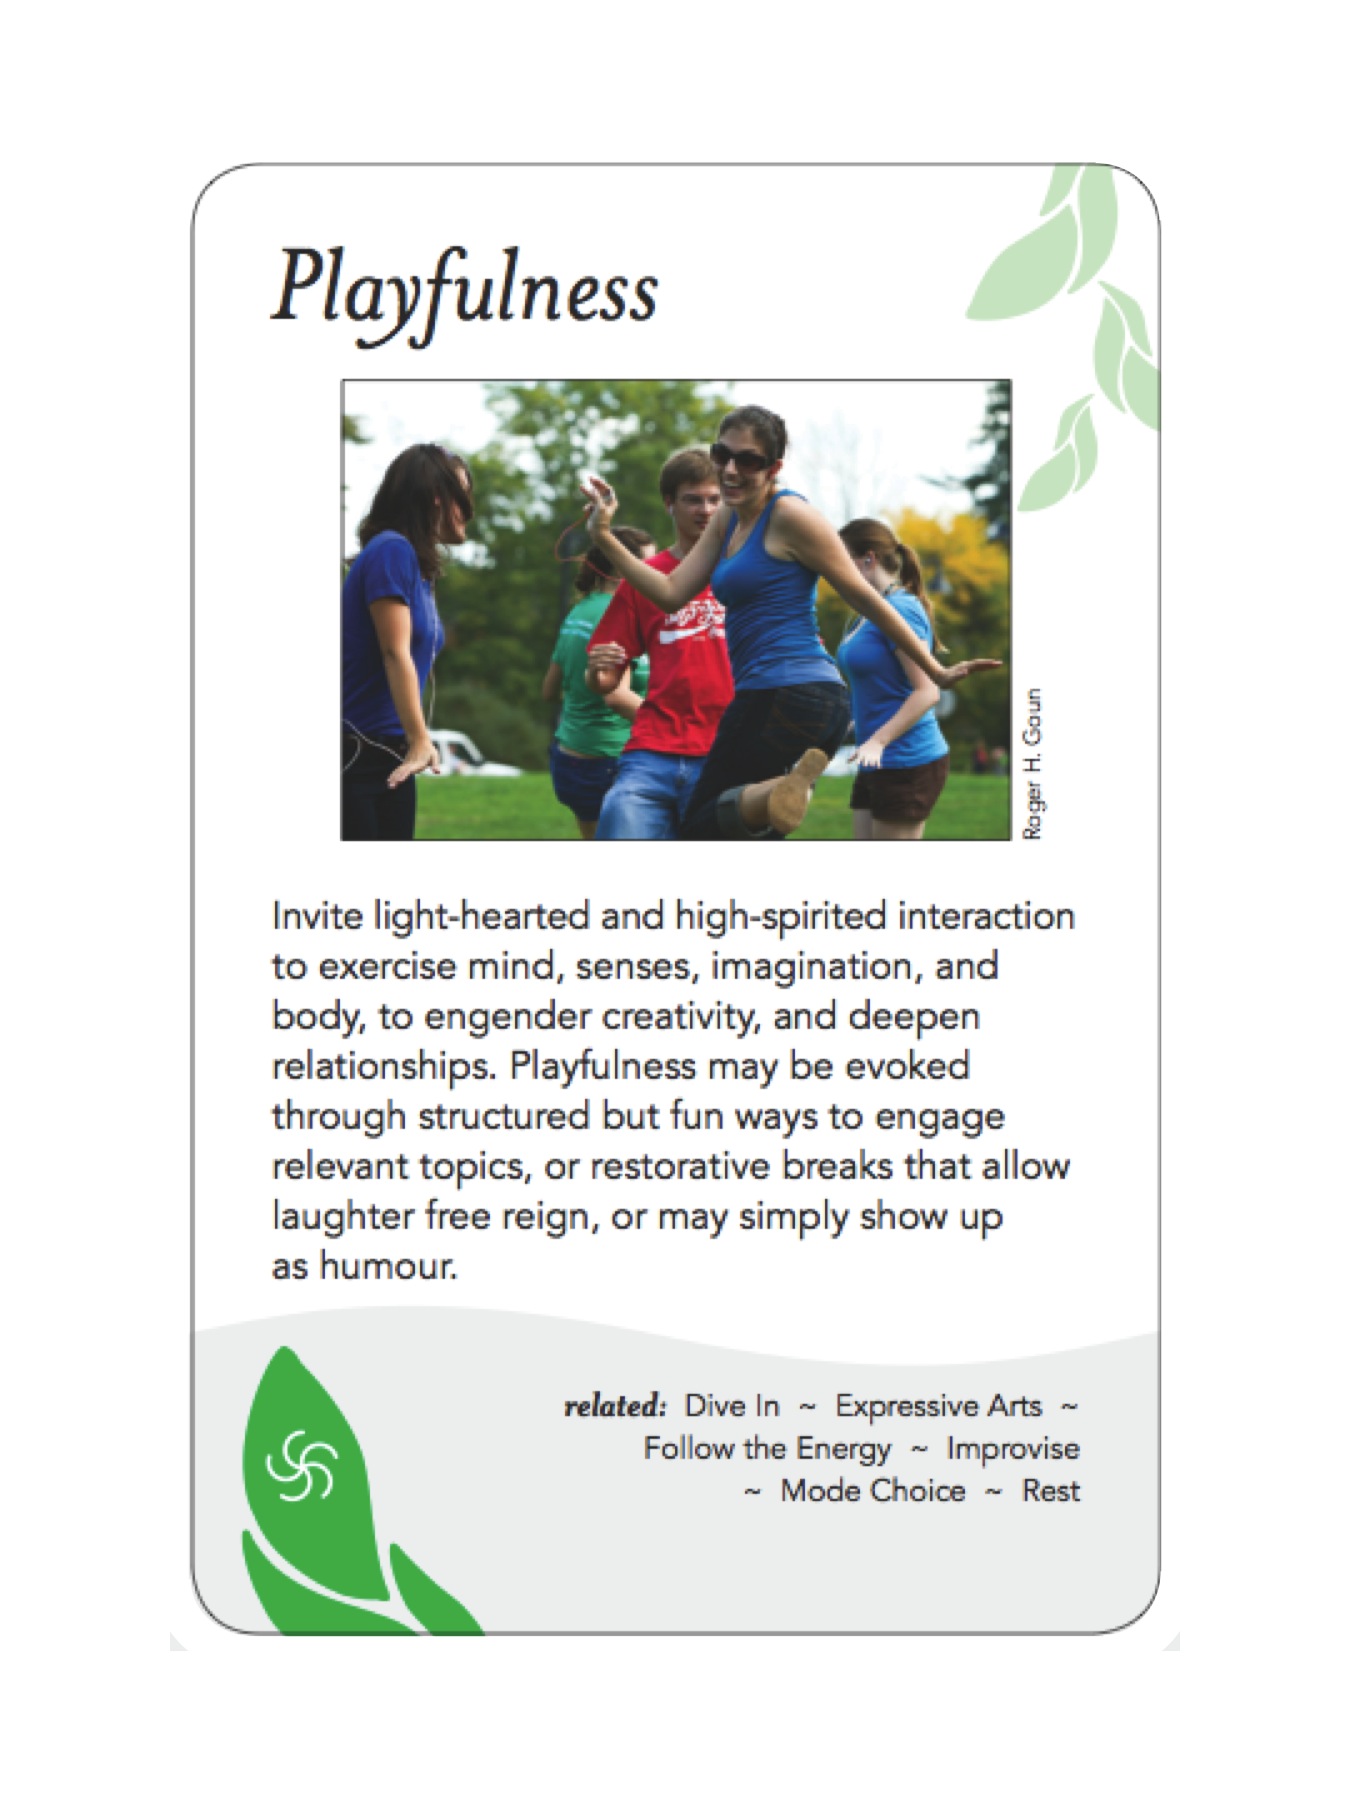 Playfulness
Roger H. Goun
Invite light-hearted and high-spirited interaction
to exercise mind, senses, imagination, and
body, to engender creativity, and deepen
relationships. Playfulness may be evoked
through structured but fun ways to engage
relevant topics, or restorative breaks that allow
laughter free reign, or may simply show up
as humour.
related: Dive In ~ Expressive Arts ~
Follow the Energy ~ Improvise
~ Mode Choice ~ Rest